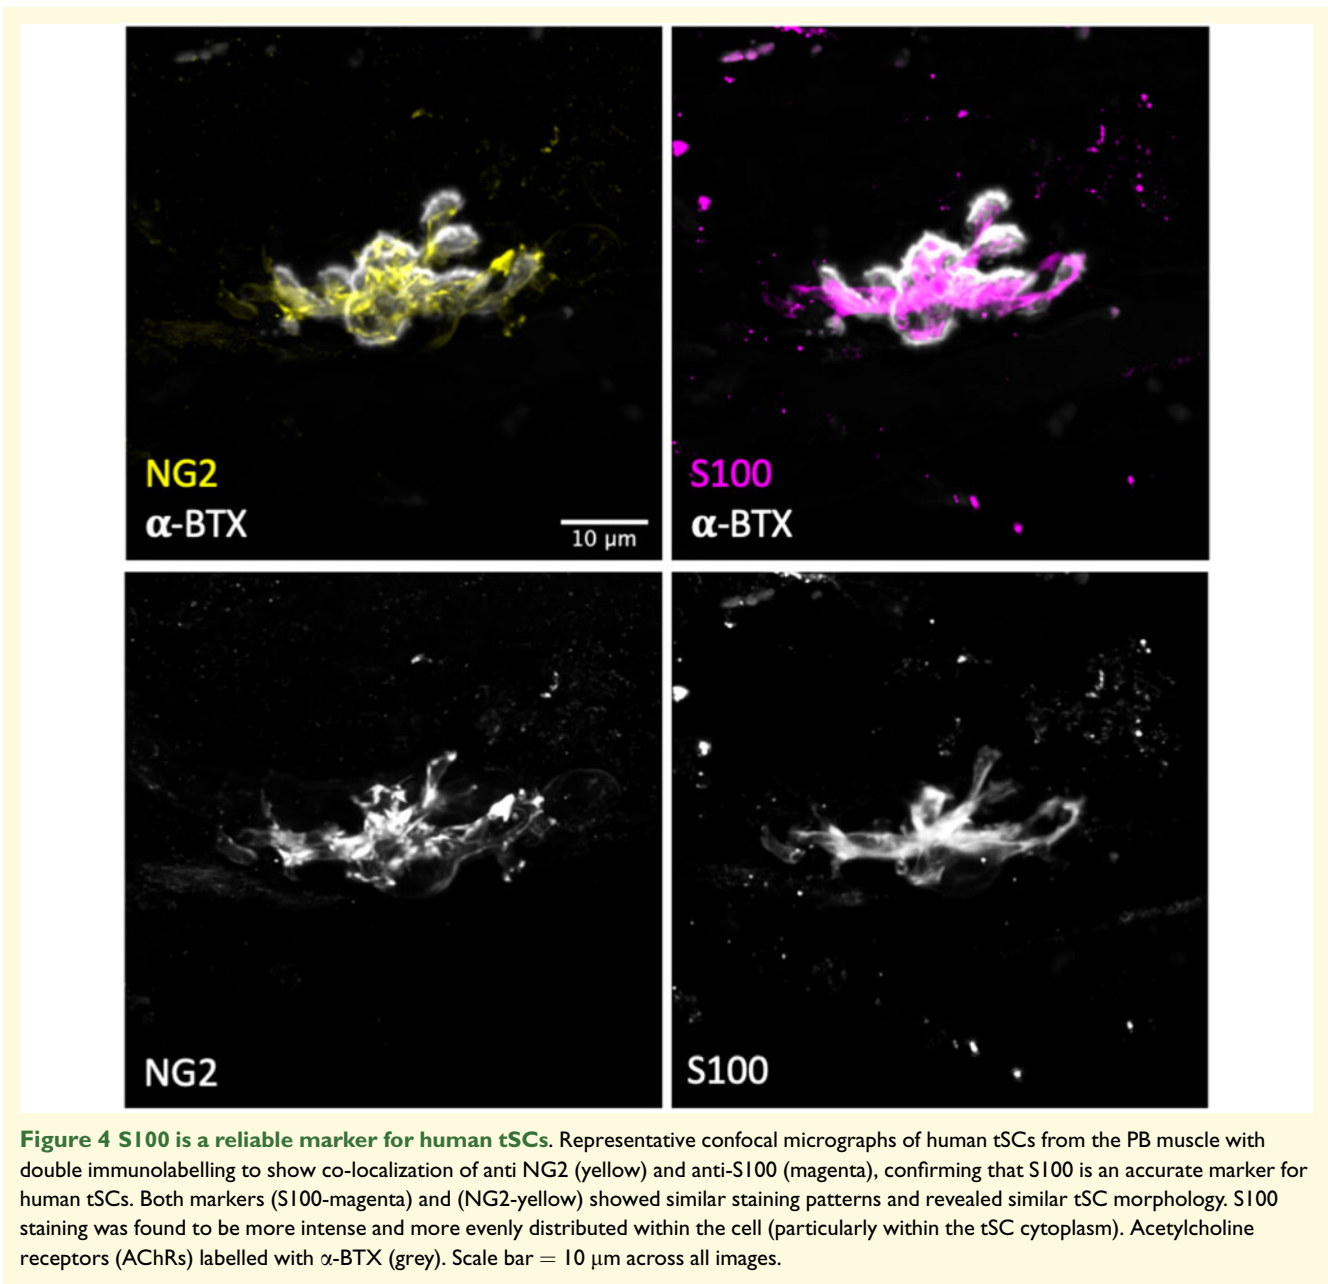 NG2
α-BTX
10 μm
S100
α-BTX
NG2
S100
Figure 4 S100 is a reliable marker for human tSCs. Representative confocal micrographs of human tSCs from the PB muscle with
double immunolabelling to show co-localization of anti NG2 (yellow) and anti-S100 (magenta), confirming that S100 is an accurate marker for
human tSCs. Both markers (S100-magenta) and (NG2-yellow) showed similar staining patterns and revealed similar tSC morphology. S100
staining was found to be more intense and more evenly distributed within the cell (particularly within the tSC cytoplasm). Acetylcholine
receptors (AChRs) labelled with α-BTX (grey). Scale bar = 10 μm across all images.